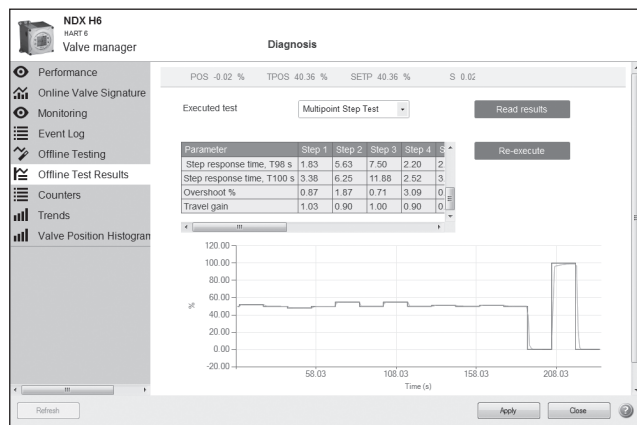 NDX H6
HART 6
Valve manager
Diagnosis
Performance
Online Valve Signature
Monitoring
Event Log
Offline Testing
Offline Test Results
Counters
Trends
Valve Position Histogran
POS -0.02 % TPOS 40.36 % SETP 40.36 % S 0.02
Executed test Multipoint Step Test Read results
Re-execute
Parameter Step 1 Step 2 Step 3 Step 4 S
Step response time, T98 s 1.83 5.63 7.50 2.20 2
Step response time, T100 s 3.38 6.25 11.88 2.52 3
Overshoot % 0.87 1.87 0.71 3.09 0
Travel gain 1.03 0.90 1.00 0.90 0
120.00
100.00
80.00
60.00
40.00
20.00
0.00
-20.00
%
58.03 108.03 158.03 208.03
Time (s)
Refresh Apply Close ?